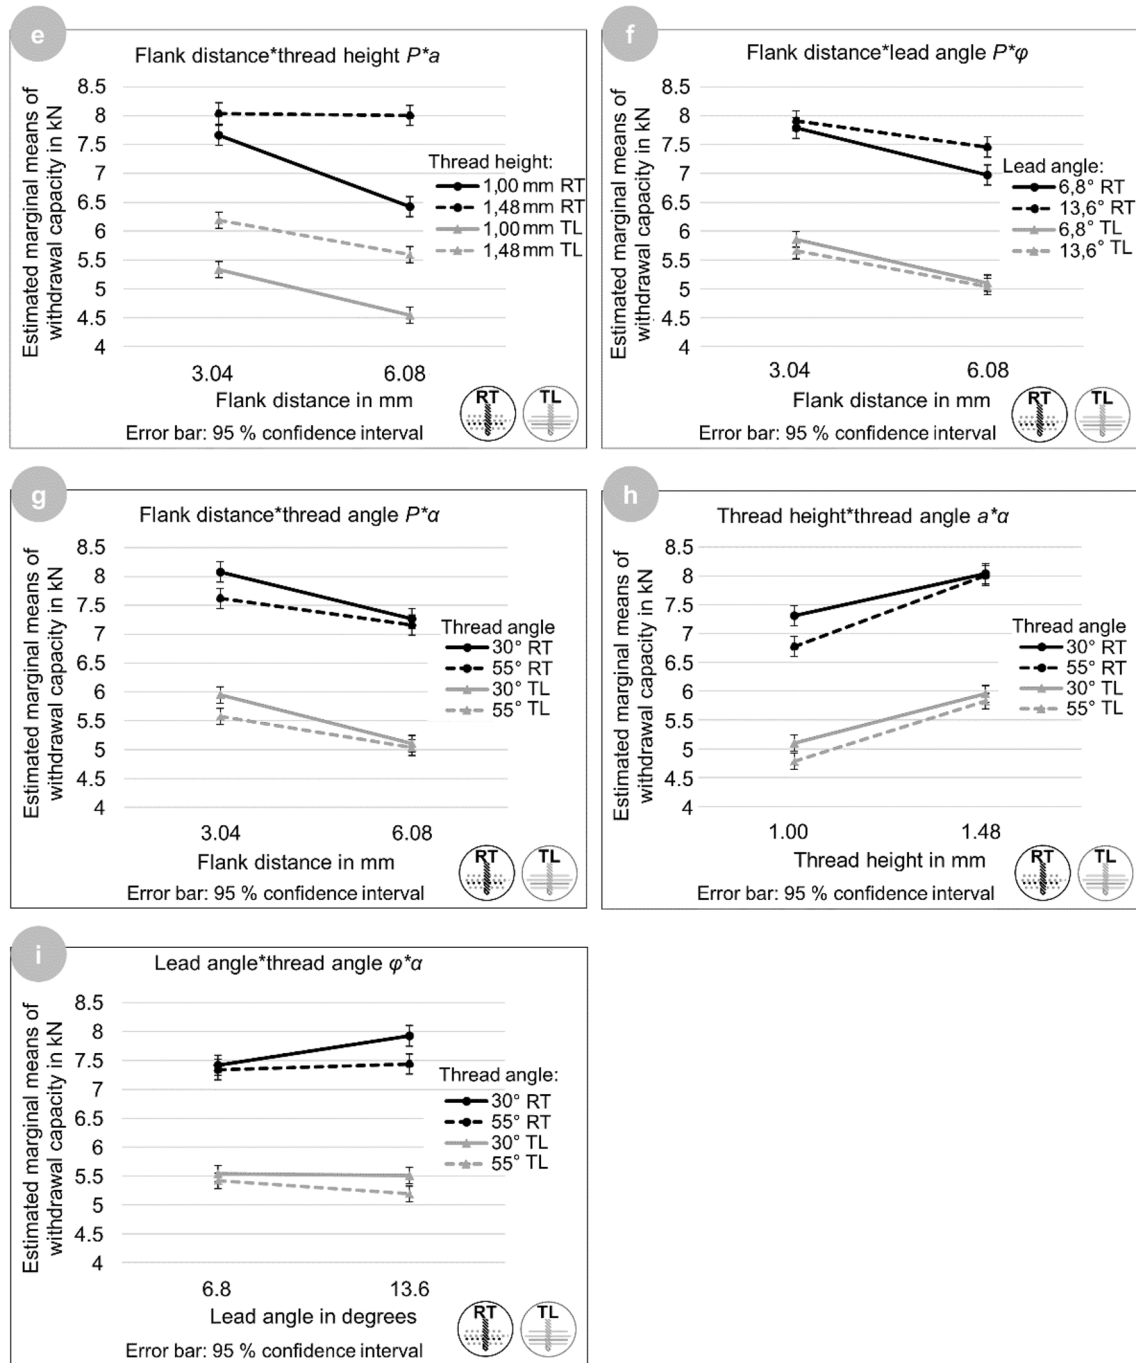 e
Flank distance*thread height P*a
Estimated marginal means of
withdrawal capacity in kN
8.5
8
7.5
7
6.5
6
5.5
5
4.5
4
Thread height:
1,00 mm RT
1,48 mm RT
1,00 mm TL
1,48 mm TL
3.04 6.08
Flank distance in mm
Error bar: 95 % confidence interval
RT TL
f
Flank distance*lead angle P*φ
Estimated marginal means of
withdrawal capacity in kN
8.5
8
7.5
7
6.5
6
5.5
5
4.5
4
Lead angle:
6,8° RT
13,6° RT
6,8° TL
13,6° TL
3.04 6.08
Flank distance in mm
Error bar: 95 % confidence interval
RT TL
g
Flank distance*thread angle P*α
Estimated marginal means of
withdrawal capacity in kN
8.5
8
7.5
7
6.5
6
5.5
5
4.5
4
Thread angle
30° RT
55° RT
30° TL
55° TL
3.04 6.08
Flank distance in mm
Error bar: 95 % confidence interval
RT TL
h
Thread height*thread angle a*α
Estimated marginal means of
withdrawal capacity in kN
8.5
8
7.5
7
6.5
6
5.5
5
4.5
4
Thread angle
30° RT
55° RT
30° TL
55° TL
1.00 1.48
Thread height in mm
Error bar: 95 % confidence interval
RT TL
i
Lead angle*thread angle φ*α
Estimated marginal means of
withdrawal capacity in kN
8.5
8
7.5
7
6.5
6
5.5
5
4.5
4
Thread angle:
30° RT
55° RT
30° TL
55° TL
6.8 13.6
Lead angle in degrees
Error bar: 95 % confidence interval
RT TL